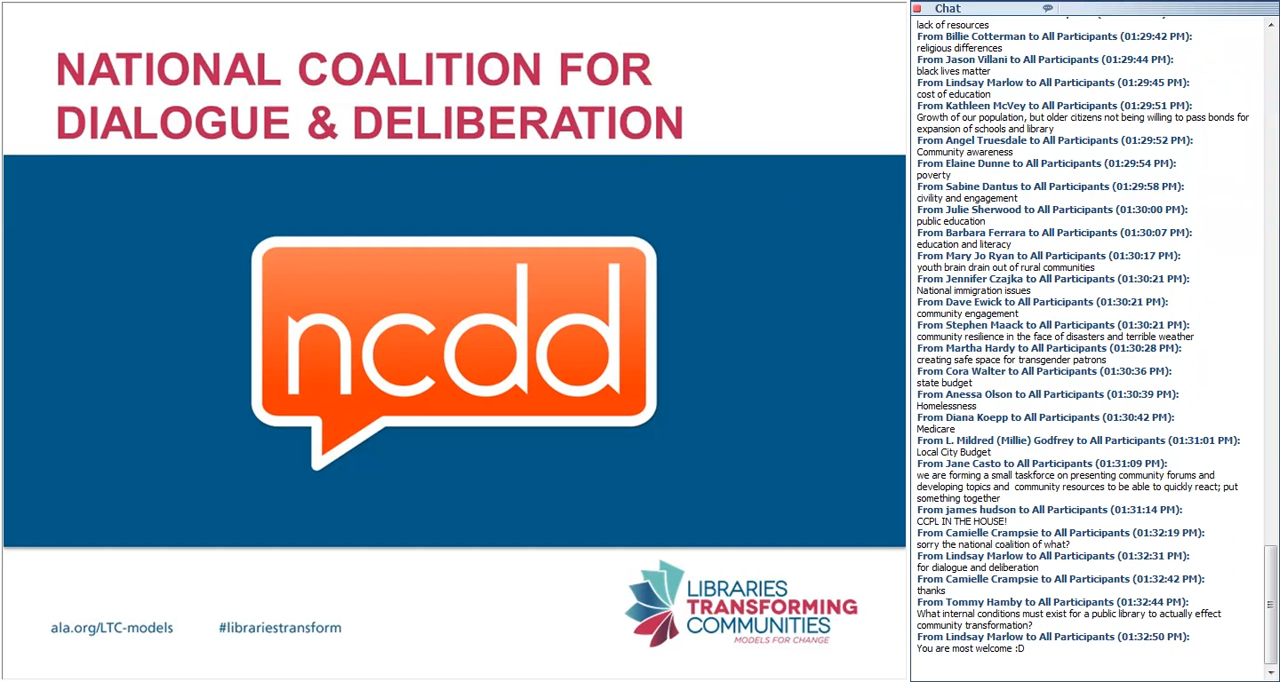 NATIONAL COALITION FOR
DIALOGUE & DELIBERATION
ncdd
ala.org/LTC-models
#librariestransform
LIBRARIES
TRANSFORMING
COMMUNITIES
MODELS FOR CHANGE
Chat
lack of resources
From Billie Cotterman to All Participants (01:29:42 PM):
religious differences
From Jason Villani to All Participants (01:29:44 PM):
black lives matter
From Lindsay Marlow to All Participants (01:29:45 PM):
cost of education
From Kathleen McVey to All Participants (01:29:51 PM):
Growth of our population, but older citizens not being willing to pass bonds for
expansion of schools and library
From Angel Truesdale to All Participants (01:29:52 PM):
Community awareness
From Elaine Dunne to All Participants (01:29:54 PM):
poverty
From Sabine Dantus to All Participants (01:29:58 PM):
civility and engagement
From Julie Sherwood to All Participants (01:30:00 PM):
public education
From Barbara Ferrara to All Participants (01:30:07 PM):
education and literacy
From Mary Jo Ryan to All Participants (01:30:17 PM):
youth brain drain out of rural communities
From Jennifer Czajka to All Participants (01:30:21 PM):
National immigration issues
From Dave Ewick to All Participants (01:30:21 PM):
community engagement
From Stephen Maack to All Participants (01:30:21 PM):
community resilience in the face of disasters and terrible weather
From Martha Hardy to All Participants (01:30:28 PM):
creating safe space for transgender patrons
From Cora Walter to All Participants (01:30:36 PM):
state budget
From Anessa Olson to All Participants (01:30:39 PM):
Homelessness
From Diana Koepp to All Participants (01:30:42 PM):
Medicare
From L. Mildred (Millie) Godfrey to All Participants (01:31:01 PM):
Local City Budget
From Jane Casto to All Participants (01:31:09 PM):
we are forming a small taskforce on presenting community forums and
developing topics and  community resources to be able to quickly react; put
something together
From james hudson to All Participants (01:31:14 PM):
CCPL IN THE HOUSE!
From Camielle Crampsie to All Participants (01:32:19 PM):
sorry the national coalition of what?
From Lindsay Marlow to All Participants (01:32:31 PM):
for dialogue and deliberation
From Camielle Crampsie to All Participants (01:32:42 PM):
thanks
From Tommy Hamby to All Participants (01:32:44 PM):
What internal conditions must exist for a public library to actually effect
community transformation?
From Lindsay Marlow to All Participants (01:32:50 PM):
You are most welcome :D